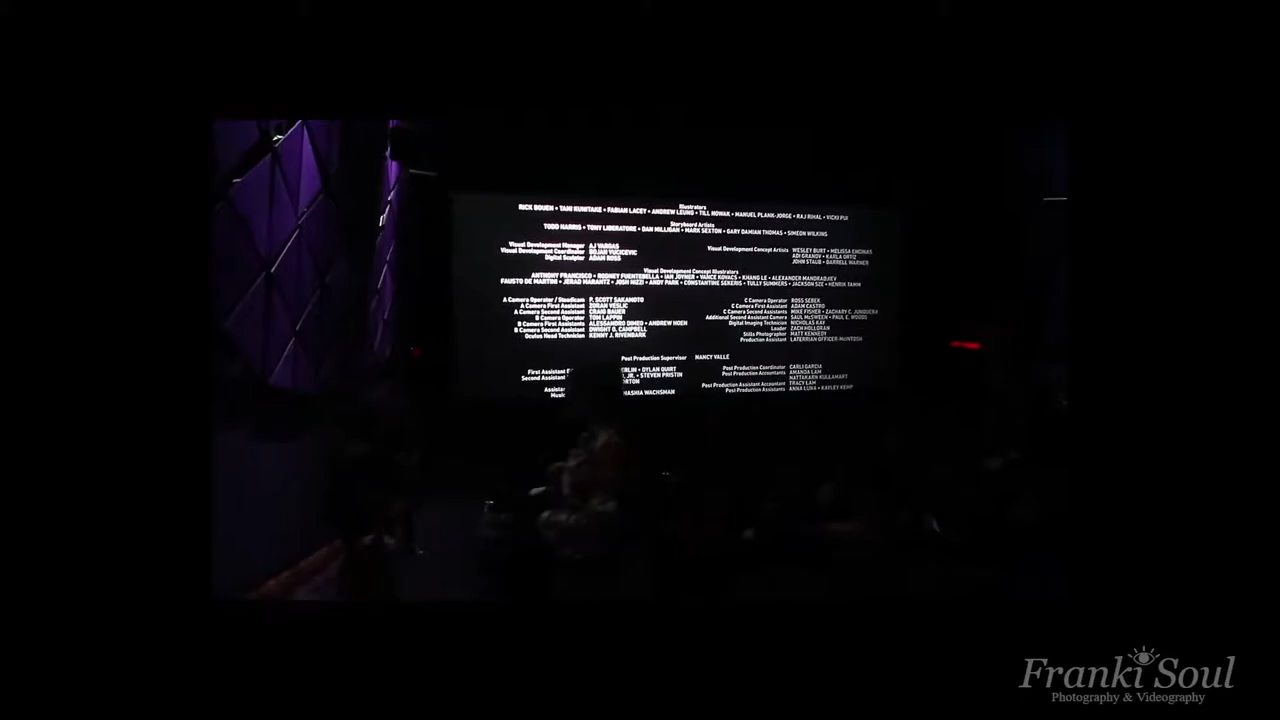 Illustrators
RICK BOUEN • TANI KUNITAKE • FABIAN LACEY • ANDREW LEUNG • TILL NOWAK • MANUEL PLANK-JORGE • RAJ RIHAL • VICKI PUI
Storyboard Artists
TODD HARRIS • TONY LIBERATORE • DAN MILLIGAN • MARK SEXTON • GARY DAMIAN THOMAS • SIMEON WILKINS
Visual Development Manager AJ VARGAS
Visual Development Coordinator BOJAN VUCICEVIC
Digital Sculptor ADAM ROSS
Visual Development Concept Artists WESLEY BURT • MELISSA ENCINAS
ADI GRANOV • KARLA ORTIZ
JOHN STAUB • DARRELL WARNER
Visual Development Concept Illustrators
ANTHONY FRANCISCO • RODNEY FUENTEBELLA • IAN JOYNER • VANCE KOVACS • KHANG LE • ALEXANDER MANDRADJIEV
FAUSTO DE MARTINI • JERAD MARANTZ • JOSH NIZZI • ANDY PARK • CONSTANTINE SEKERIS • TULLY SUMMERS • JACKSON SZE • HENRIK TAMM
A Camera Operator / Steadicam P. SCOTT SAKAMOTO
A Camera First Assistant ZORAN VESLIC
A Camera Second Assistant CRAIG BAUER
B Camera Operator TOM LAPPIN
B Camera First Assistants ALESSANDRO DIMEO • ANDREW HOEN
B Camera Second Assistant DWIGHT G. CAMPBELL
Oculus Head Technician KENNY J. RIVENBARK
C Camera Operator ROSS SEBEK
C Camera First Assistant ADAM CASTRO
C Camera Second Assistants MIKE FISHER • ZACHARY C. JUNQUERA
Additional Second Assistant Camera SAUL McSWEEN • PAUL E. WOODS
Digital Imaging Technician NICHOLAS KAY
Loader ZACH HOLLORAN
Stills Photographer MATT KENNEDY
Production Assistant LATERRIAN OFFICER-McINTOSH
Post Production Supervisor NANCY VALLE
First Assistant E ERLIN • DYLAN QUIRT
Second Assistant , JR. • STEVEN PRISTIN
ORTON
Assistan
Music HASHIA WACHSMAN
Post Production Coordinator CARLI GARCIA
Post Production Accountants AMANDA LAM
NATTAKARN KULLAMART
Post Production Assistant Accountant TRACY LAM
Post Production Assistants ANNA LUKA • KAYLEY KEMP
Franki Soul
Photography & Videography